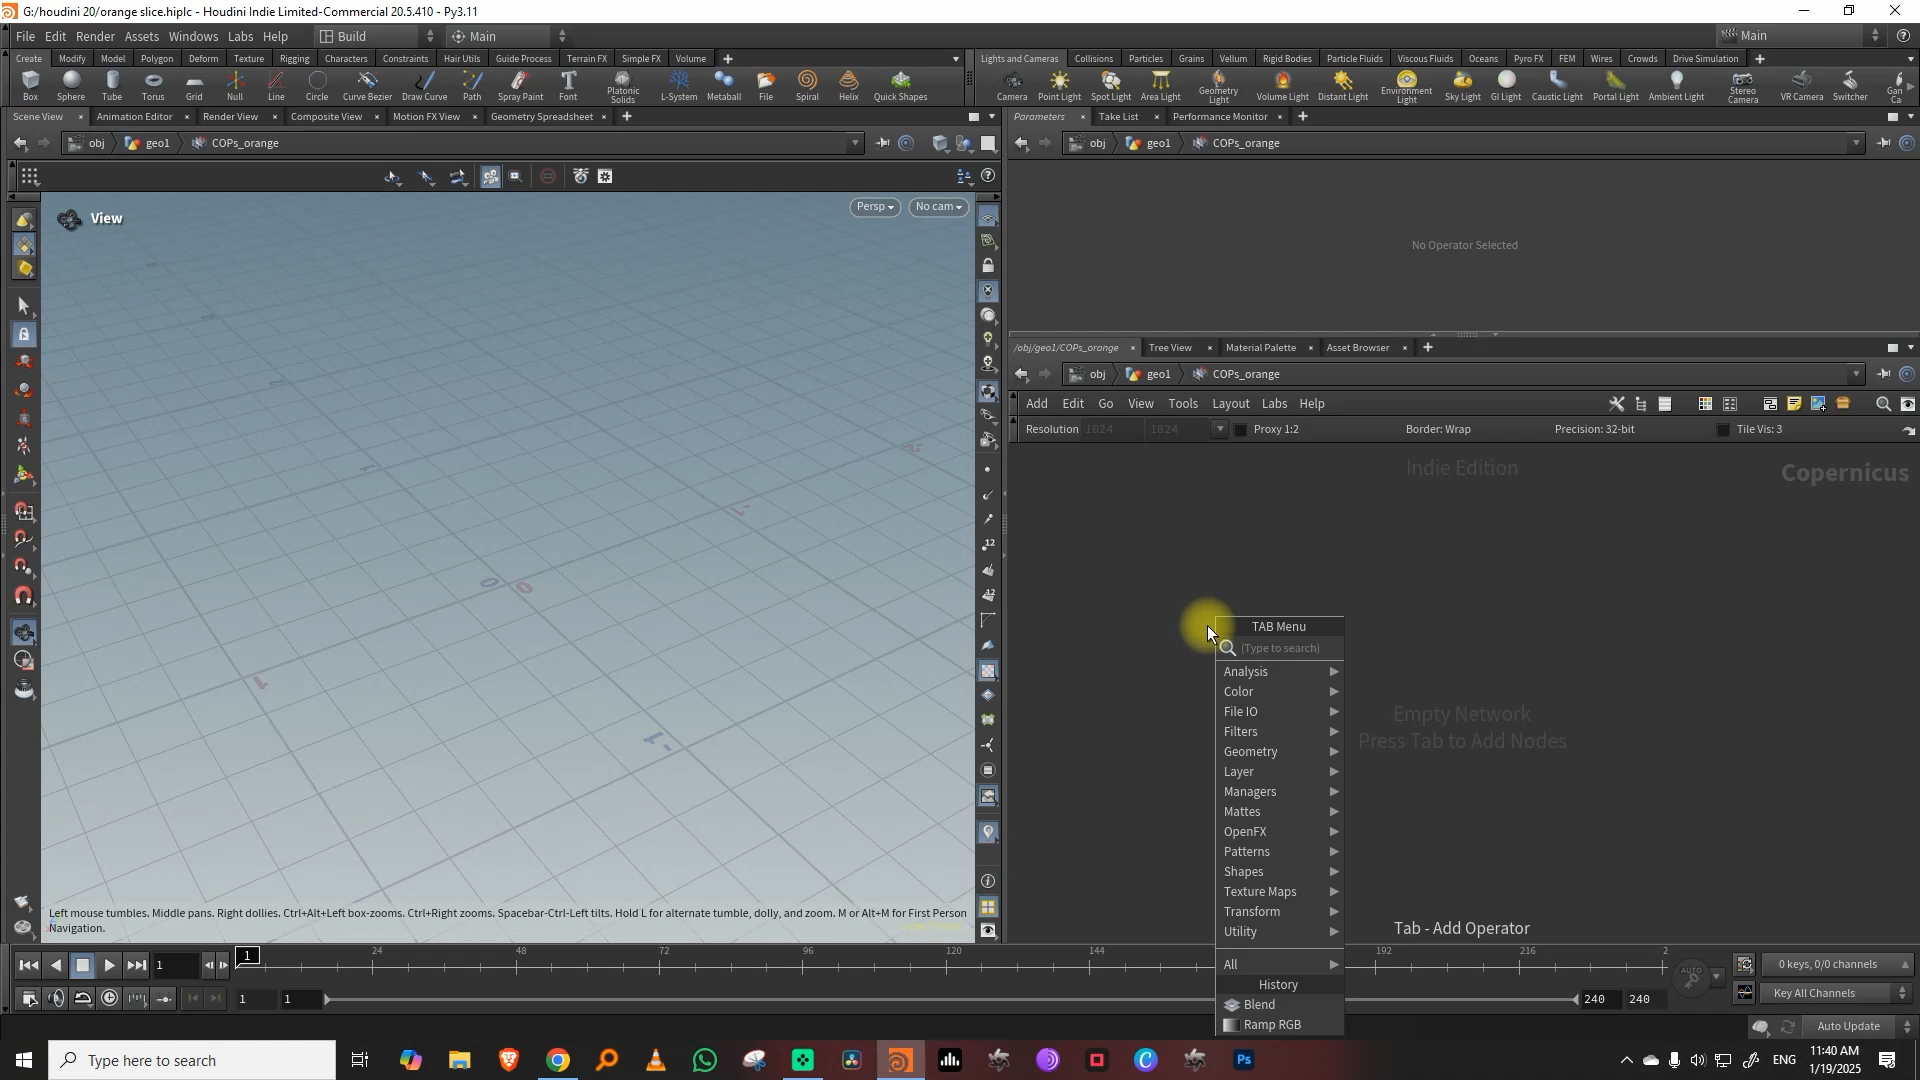 G:/houdini 20/orange slice.hiplc - Houdini Indie Limited-Commercial 20.5.410 - Py3.11
File Edit Render Assets Windows Labs Help Build Main Main
Create Modify Model Polygon Deform Texture Rigging Characters Constraints Hair Utils Guide Process Terrain FX Simple FX Volume
Lights and Cameras Collisions Particles Grains Vellum Rigid Bodies Particle Fluids Viscous Fluids Oceans Pyro FX FEM Wires Crowds Drive Simulation
Box Sphere Tube Torus Grid Null Line Circle Curve Bezier Draw Curve Path Spray Paint Font Platonic Solids L-System Metaball File Spiral Helix Quick Shapes
Camera Point Light Spot Light Area Light Geometry Light Volume Light Distant Light Environment Light Sky Light GI Light Caustic Light Portal Light Ambient Light Stereo Camera VR Camera Switcher Gan Ca
Scene View Animation Editor Render View Composite View Motion FX View Geometry Spreadsheet
Parameters Take List Performance Monitor
obj geo1 COPs_orange
obj geo1 COPs_orange
View
Persp No cam
No Operator Selected
/obj/geo1/COPs_orange Tree View Material Palette Asset Browser
obj geo1 COPs_orange
Add Edit Go View Tools Layout Labs Help
Resolution 1024 1024 Proxy 1:2 Border: Wrap Precision: 32-bit Tile Vis: 3
Indie Edition
Copernicus
TAB Menu
(Type to search)
Analysis
Color
File IO
Filters
Geometry
Layer
Managers
Mattes
OpenFX
Patterns
Shapes
Texture Maps
Transform
Utility
All
History
Blend
Ramp RGB
Empty Network
Press Tab to Add Nodes
Tab - Add Operator
Left mouse tumbles. Middle pans. Right dollies. Ctrl+Alt+Left box-zooms. Ctrl+Right zooms. Spacebar-Ctrl-Left tilts. Hold L for alternate tumble, dolly, and zoom. M or Alt+M for First Person
Navigation.
1 1 24 48 72 96 120 144 192 216 2
0 keys, 0/0 channels
1 1 240 240
AUTO
Key All Channels
Auto Update
Type here to search
ENG
11:40 AM
1/19/2025